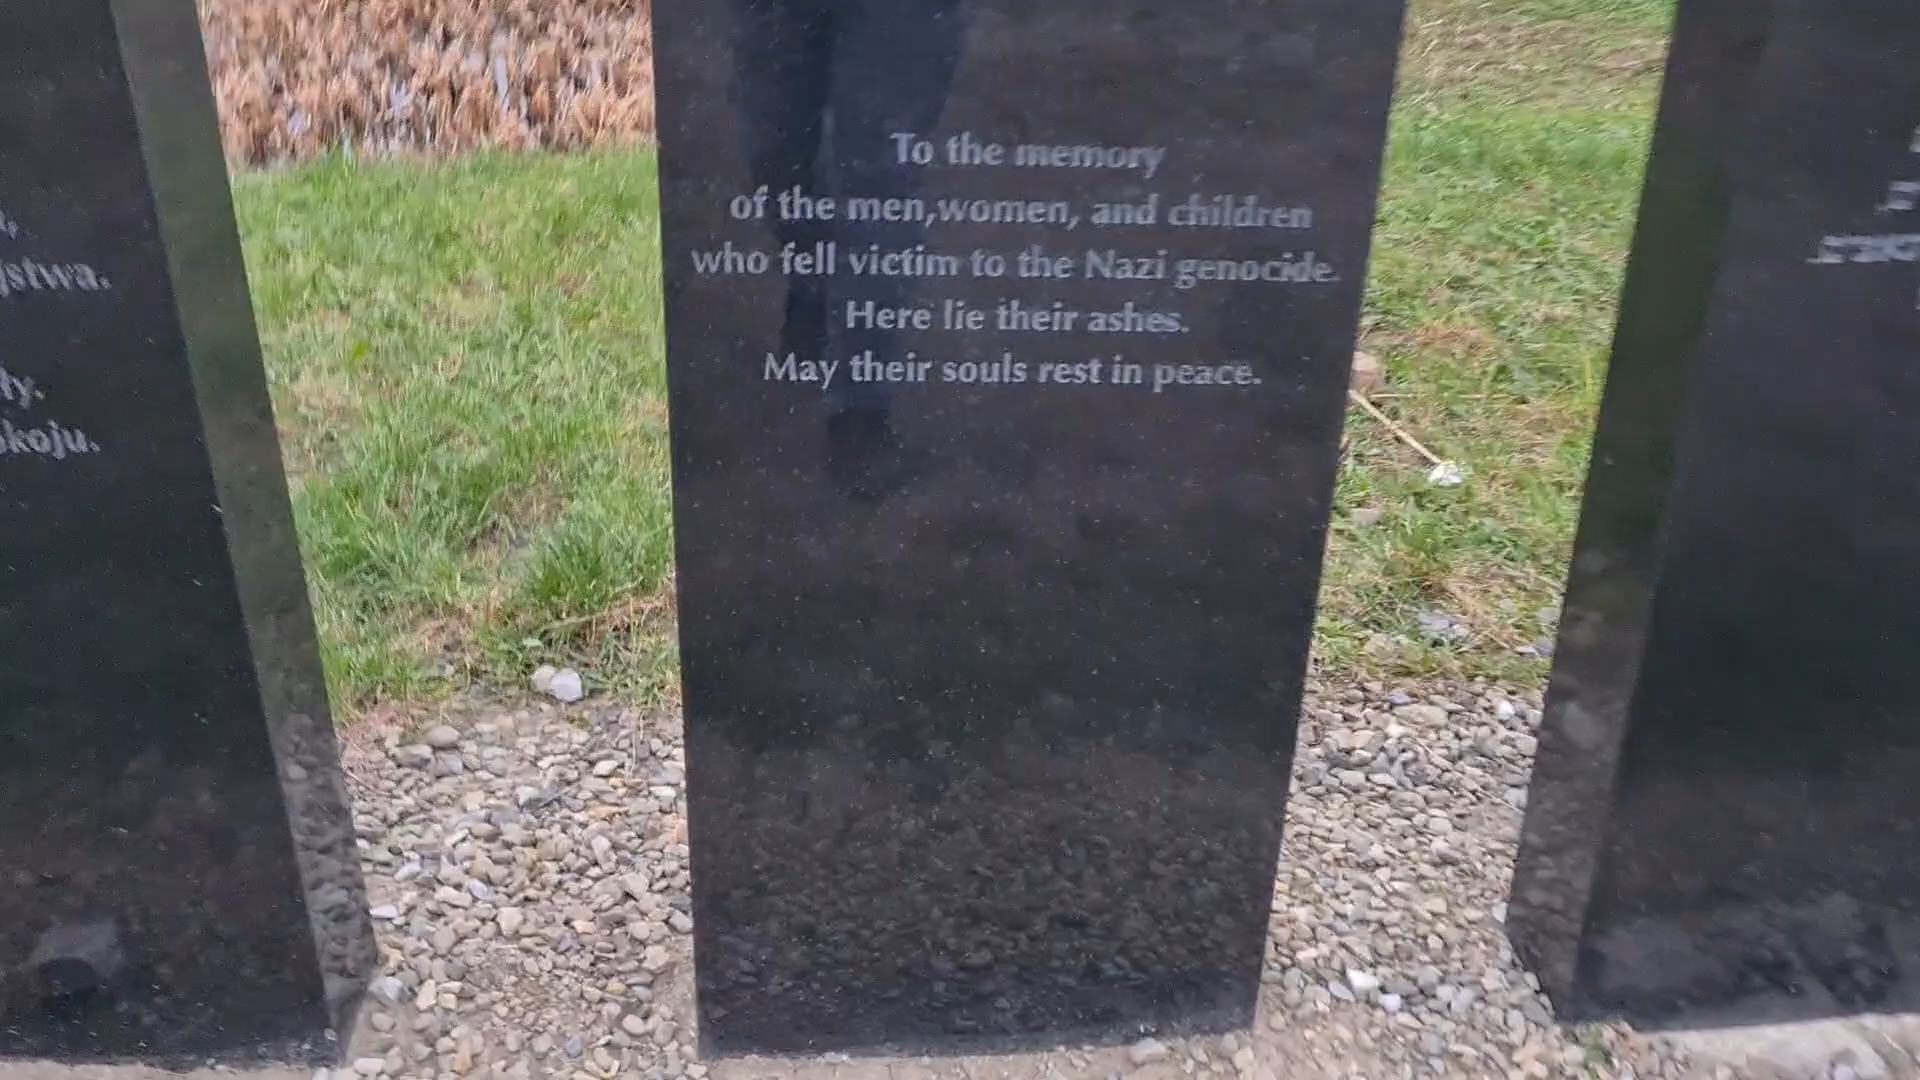 jstwa.
To the memory
of the men,women, and children
who fell victim to the Nazi genocide.
Here lie their ashes.
May their souls rest in peace.